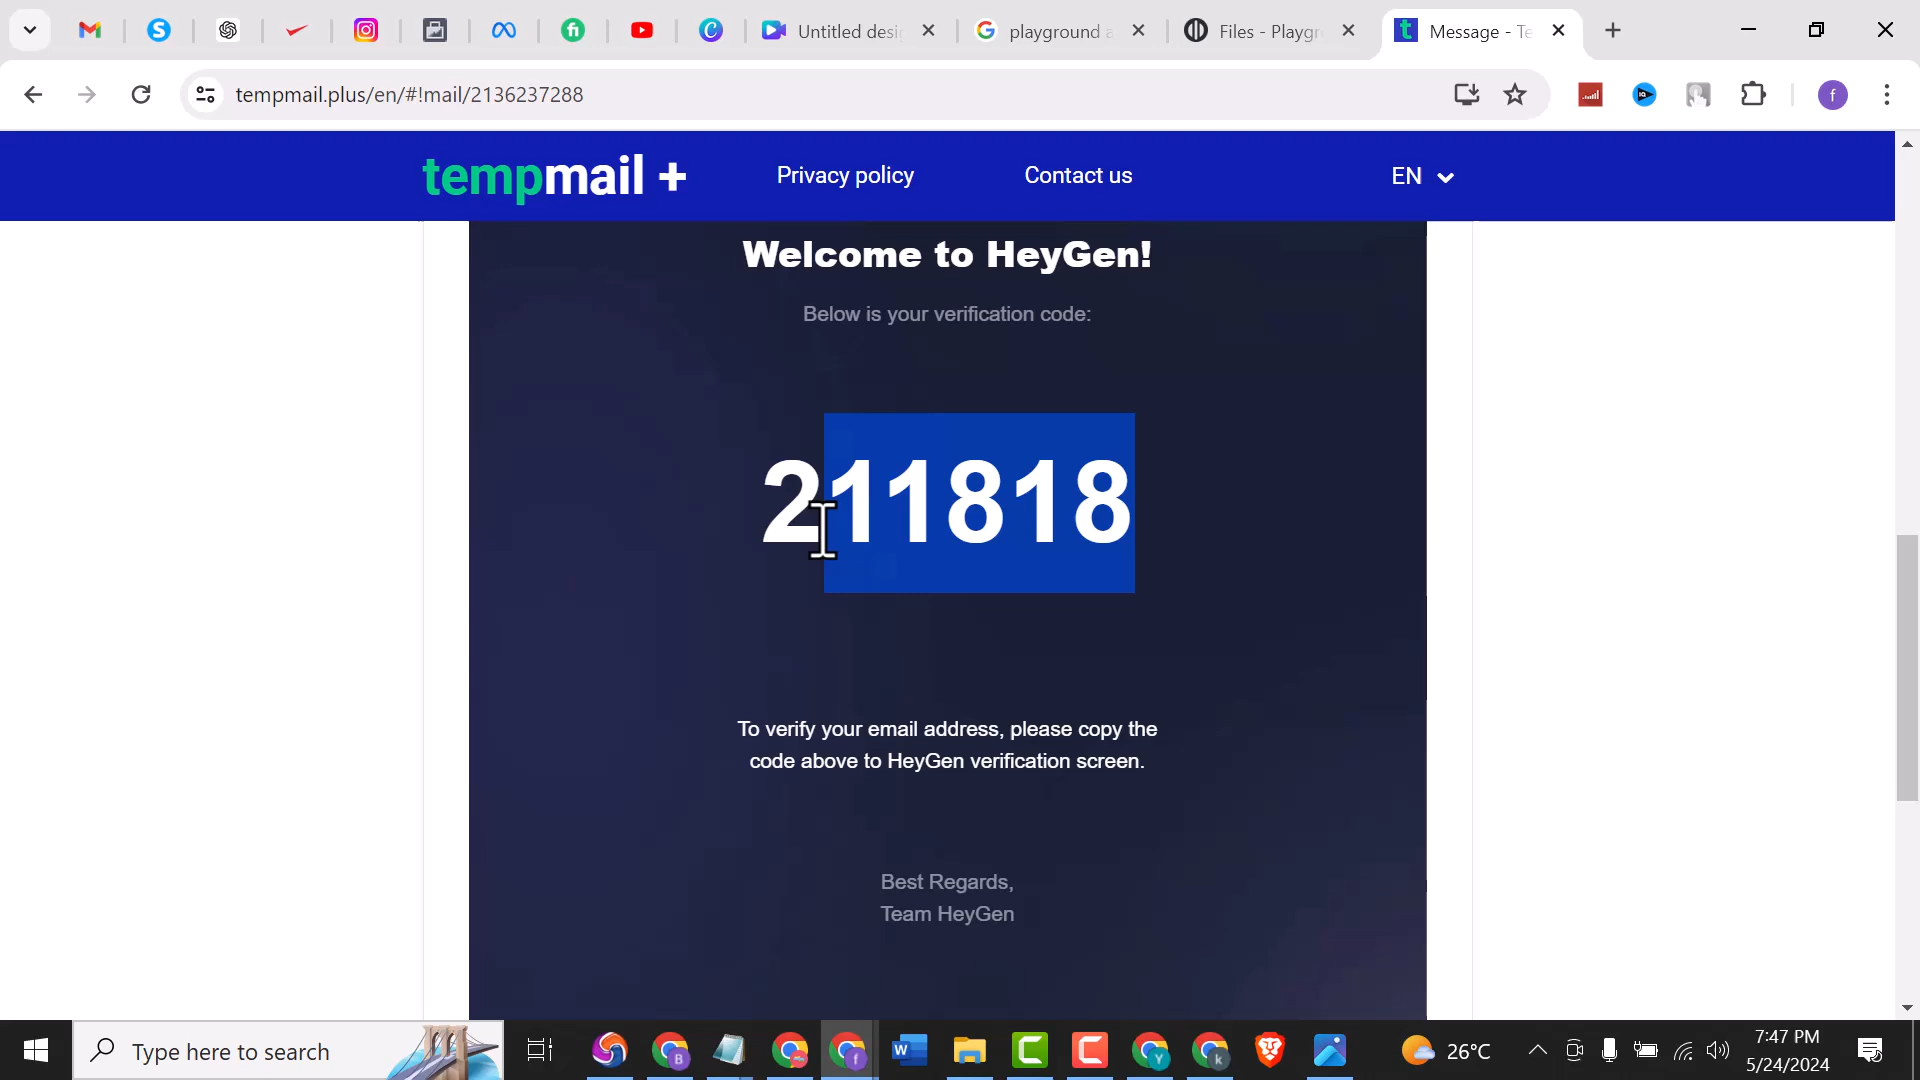 Untitled desi
playground a
Files - Playgr
Message - Te
tempmail.plus/en/#!mail/2136237288
f
tempmail +
Privacy policy
Contact us
EN
Welcome to HeyGen!
Below is your verification code:
211818
To verify your email address, please copy the
code above to HeyGen verification screen.
Best Regards,
Team HeyGen
Type here to search
26°C
7:47 PM
5/24/2024